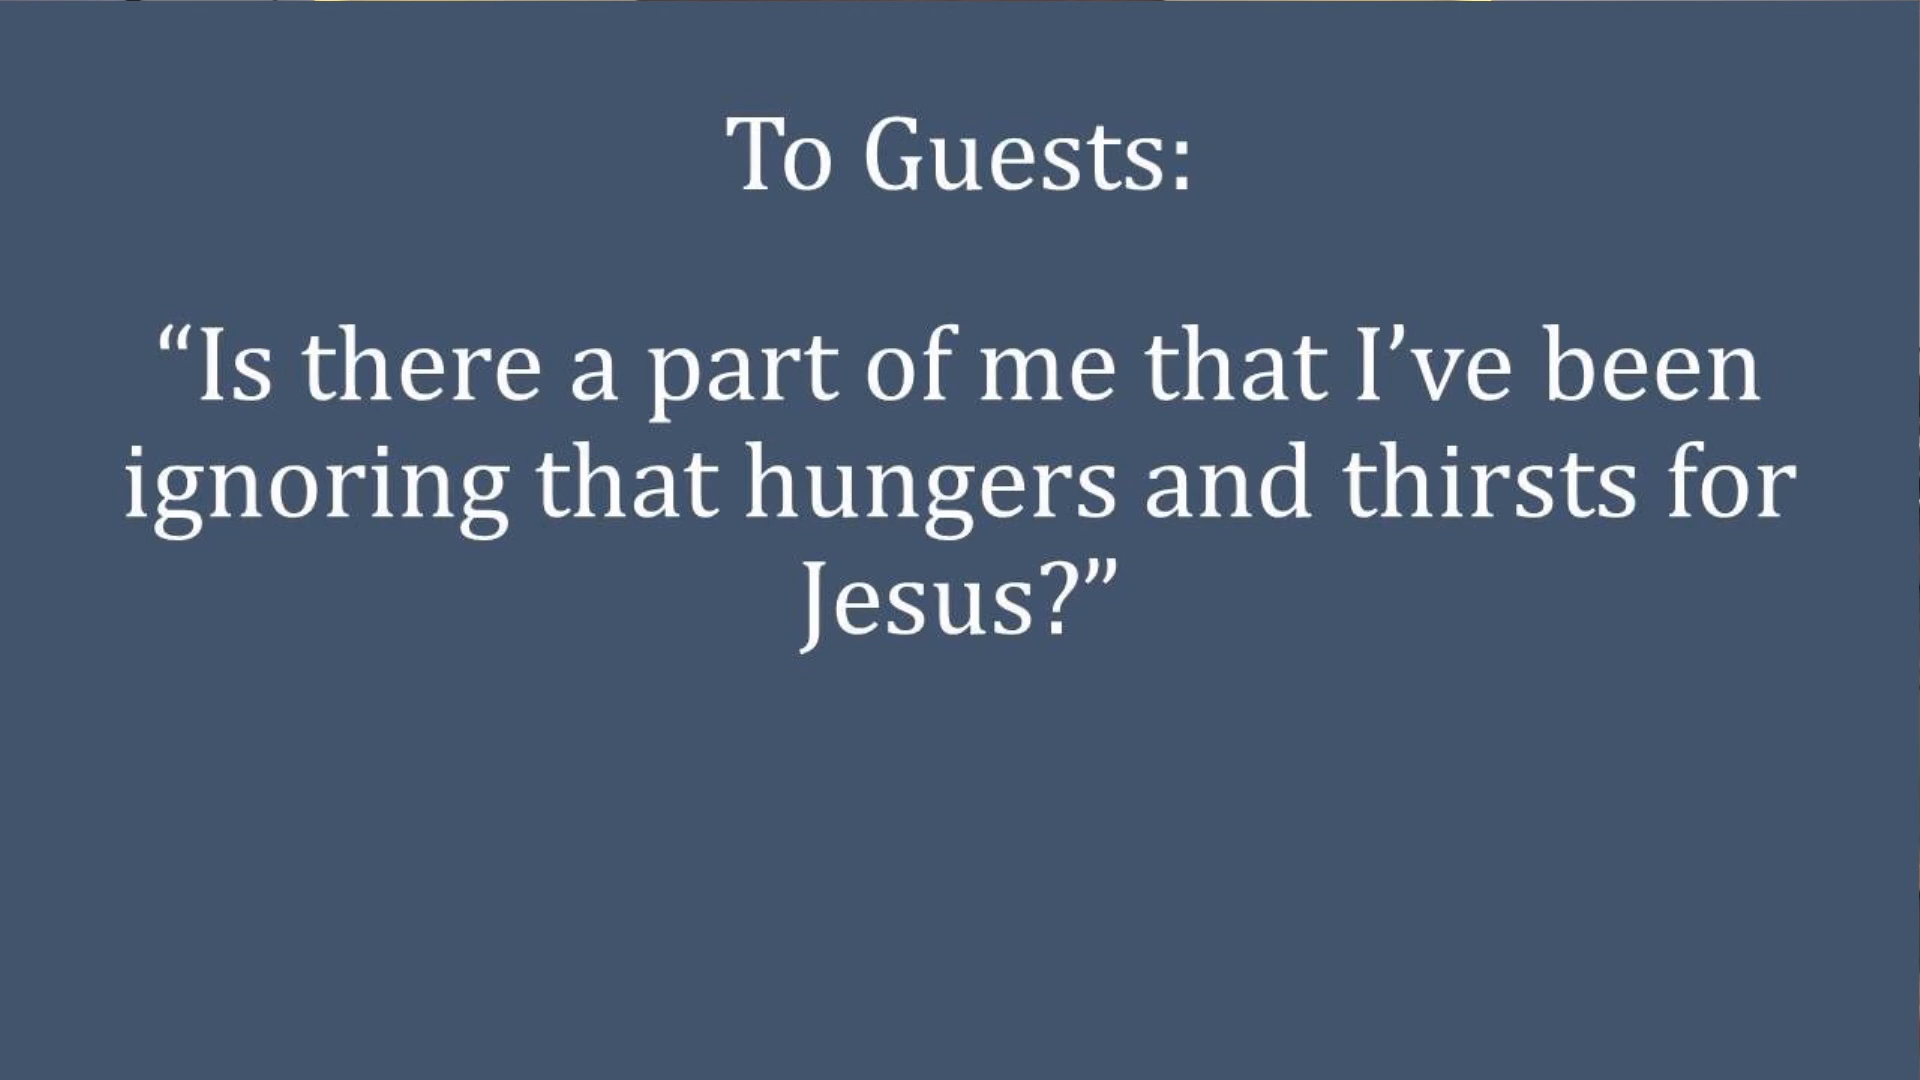 To Guests:
“Is there a part of me that I’ve been
ignoring that hungers and thirsts for
Jesus?”